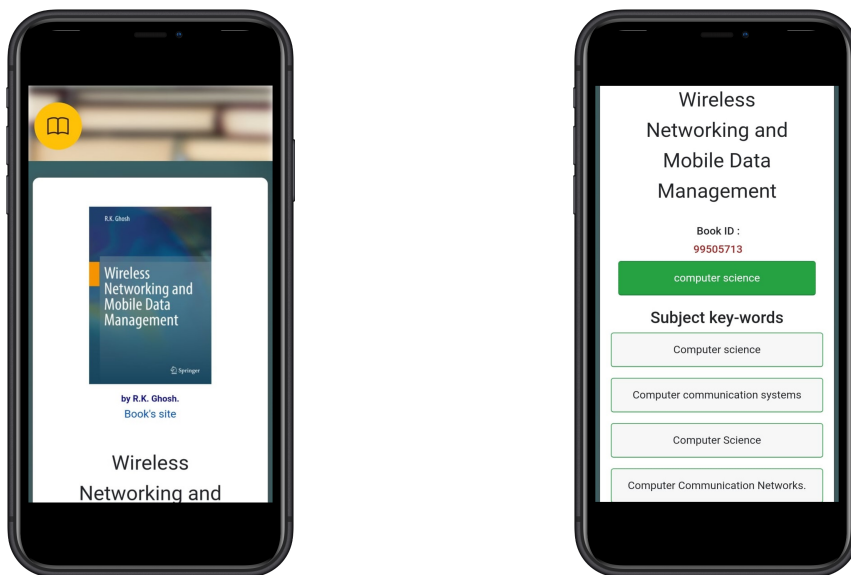 R.K. Ghosh
Wireless
Networking and
Mobile Data
Management
Springer
by R.K. Ghosh.
Book's site
Wireless
Networking and
Wireless
Networking and
Mobile Data
Management
Book ID :
99505713
computer science
Subject key-words
Computer science
Computer communication systems
Computer Science
Computer Communication Networks.